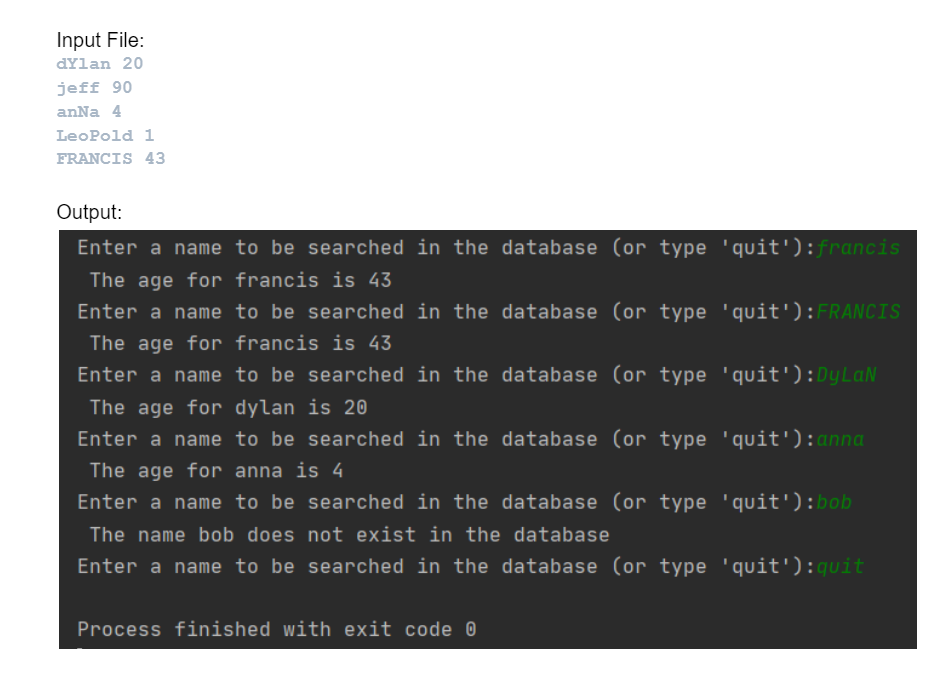 Input File:
dYlan 20
jeff 90
anNa 4
LeoPold 1
FRANCIS 43
Output:
Enter a name to be searched in the database (or type 'quit'):francis
The age for francis is 43
Enter a name to be searched in the database (or type 'quit'):FRANCIS
The age for francis is 43
Enter a name to be searched in the database (or type 'quit'):DyLaN
The age for dylan is 20
Enter a name to be searched in the database (or type 'quit'):anna
The age for anna is 4
Enter a name to be searched in the database (or type 'quit'):bob
The name bob does not exist in the database
Enter a name to be searched in the database (or type 'quit'):quit
Process finished with exit code 0